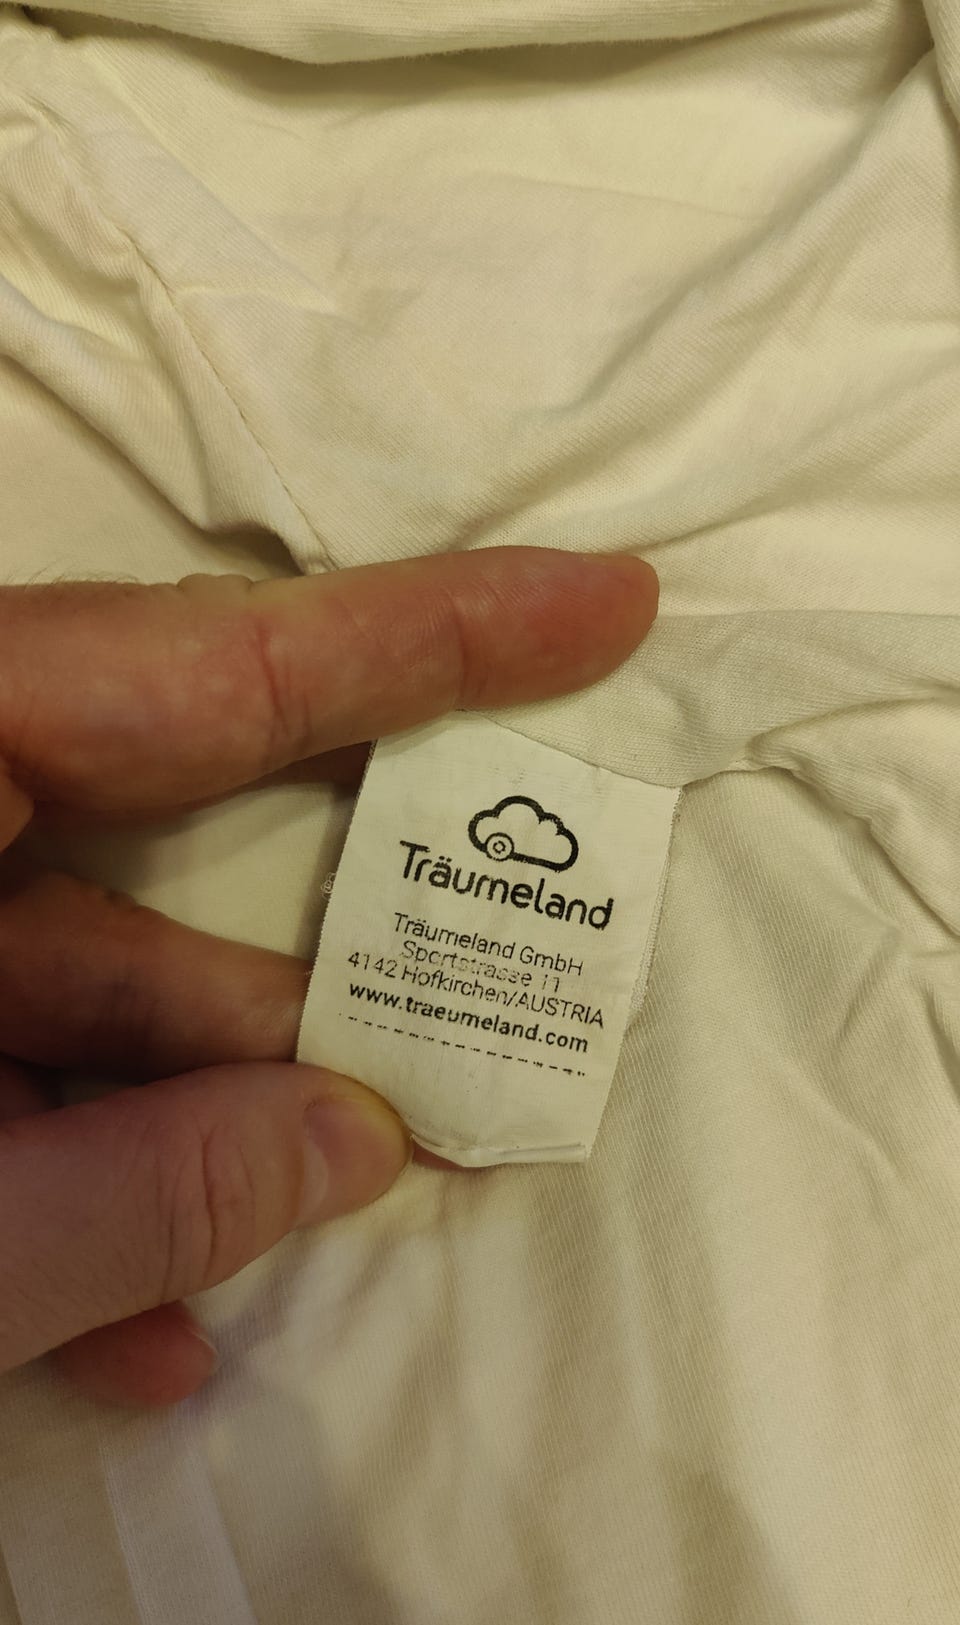 Träumeland
Träumeland GmbH
Sportstrasse 11
4142 Hofkirchen/AUSTRIA
www.traeumeland.com